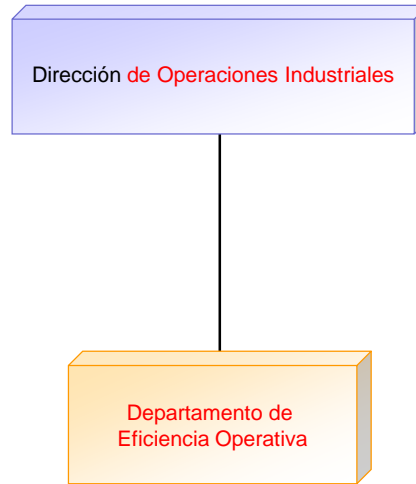 Dirección de Operaciones Industriales
Departamento de
Eficiencia Operativa